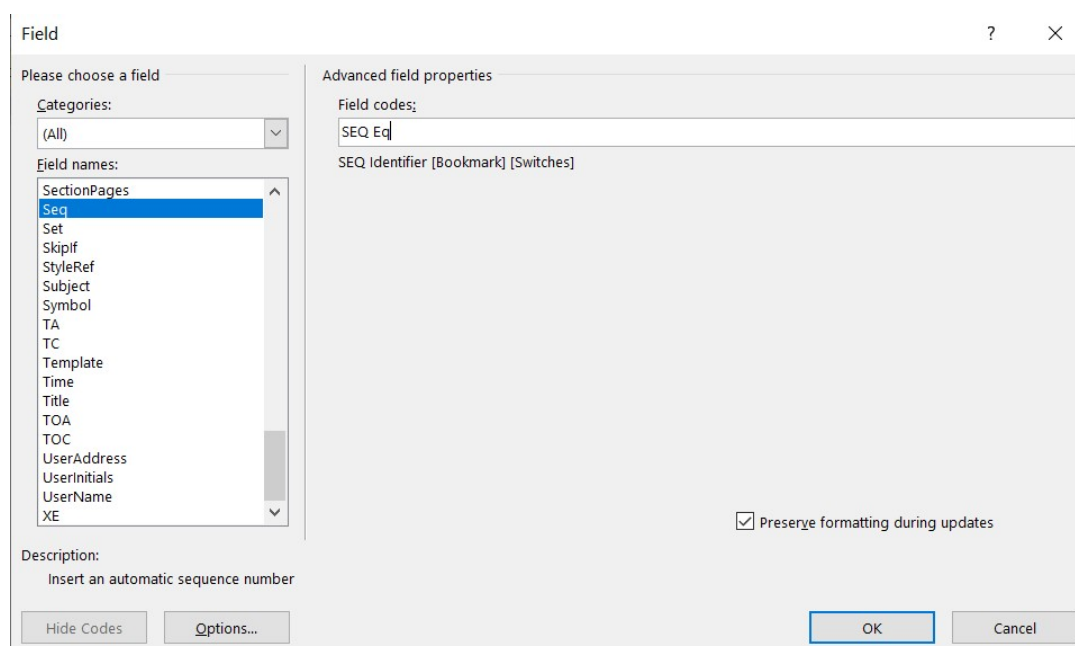 Field
?
Please choose a field
Categories:
(All)
Field names:
SectionPages
Seq
Set
SkipIf
StyleRef
Subject
Symbol
TA
TC
Template
Time
Title
TOA
TOC
UserAddress
UserInitials
UserName
XE
Advanced field properties
Field codes:
SEQ Eq
SEQ Identifier [Bookmark] [Switches]
Preserve formatting during updates
Description:
Insert an automatic sequence number
Hide Codes
Options...
OK
Cancel